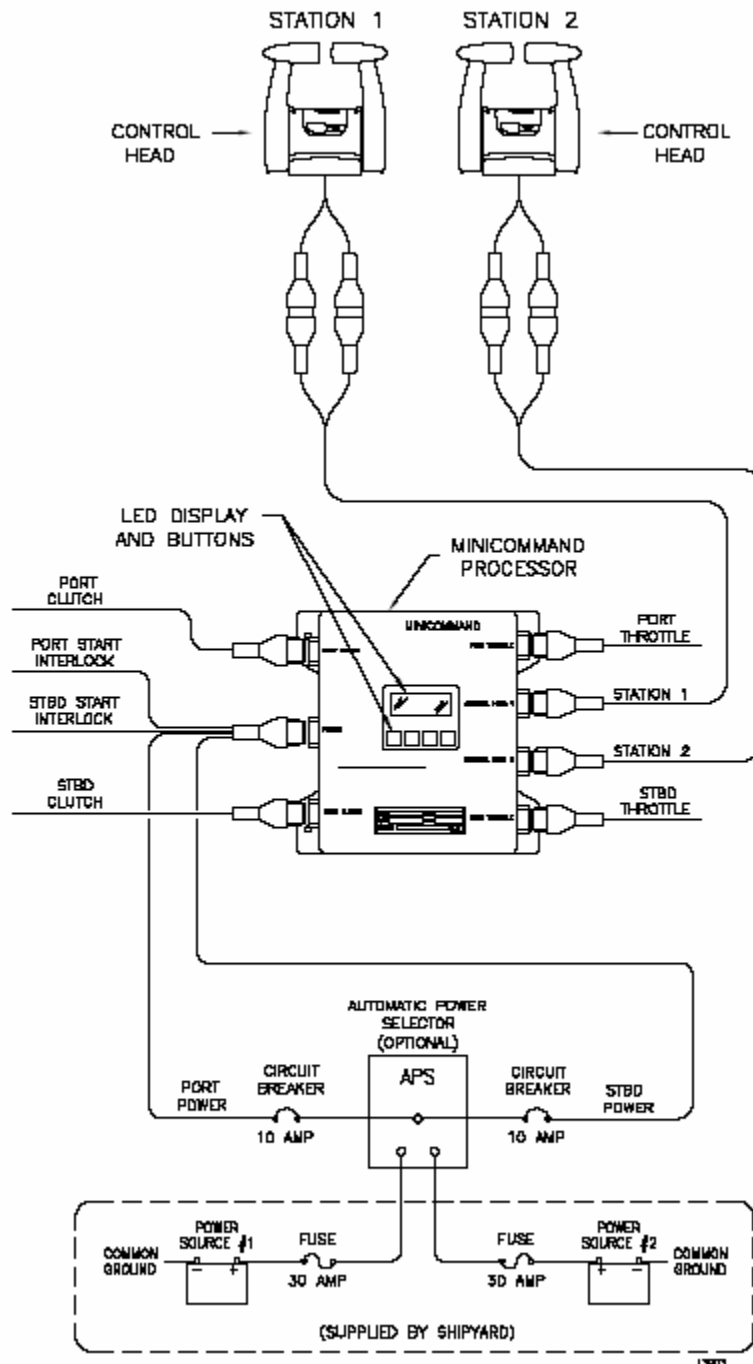 STATION 1
STATION 2
CONTROL
HEAD
CONTROL
HEAD
LED DISPLAY
AND BUTTONS
MINICOMMAND
PROCESSOR
PORT
CLUTCH
PORT START
INTERLOCK
STBD START
INTERLOCK
STBD
CLUTCH
MINICOMMAND
PORT
THROTTLE
STATION 1
STATION 2
STBD
THROTTLE
AUTOMATIC POWER
SELECTOR
(OPTIONAL)
APS
PORT
POWER
CIRCUIT
BREAKER
10 AMP
CIRCUIT
BREAKER
10 AMP
STBD
POWER
COMMON
GROUND
POWER
SOURCE #1
- +
FUSE
30 AMP
FUSE
30 AMP
POWER
SOURCE #2
+ -
COMMON
GROUND
(SUPPLIED BY SHIPYARD)